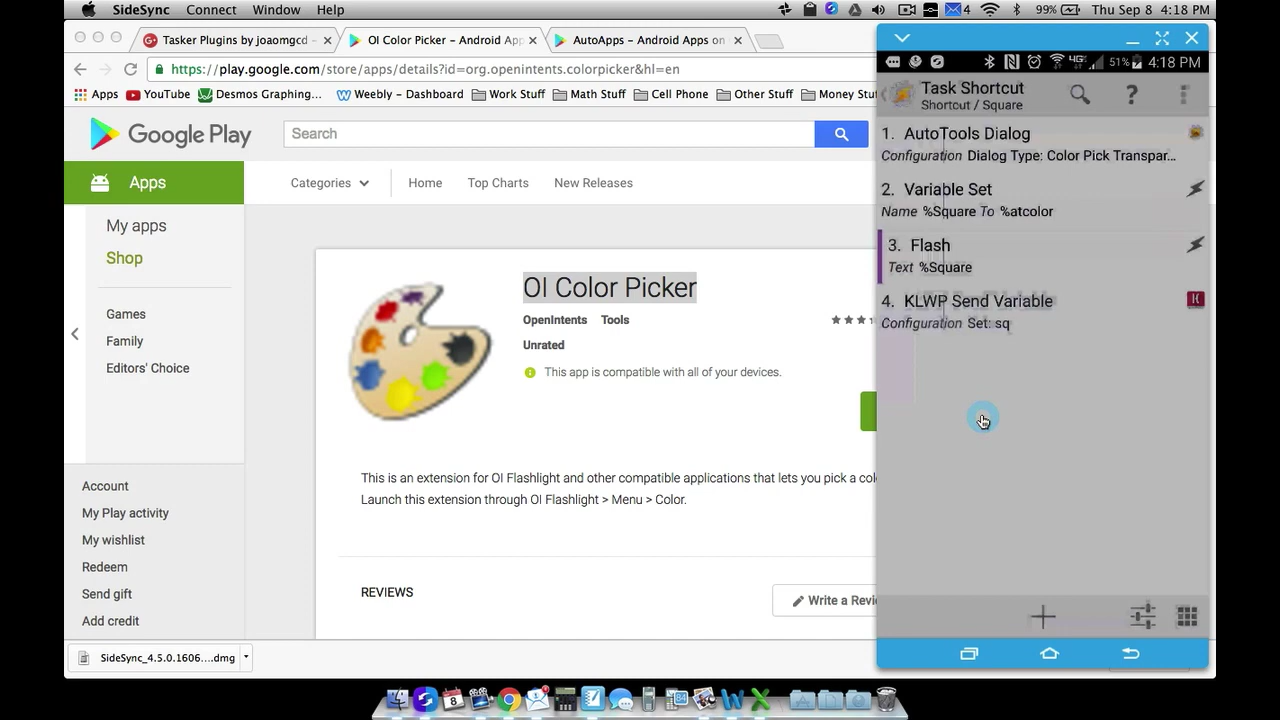 SideSync Connect Window Help
4 99% Thu Sep 8 4:18 PM
Tasker Plugins by joaomgcd
OI Color Picker – Android Ap
AutoApps – Android Apps on
https://play.google.com/store/apps/details?id=org.openintents.colorpicker&hl=en
Apps YouTube Desmos Graphing Cal Weebly - Dashboard Work Stuff Math Stuff Cell Phone Other Stuff Money Stu
Google Play
Search
Apps
Categories Home Top Charts New Releases
My apps
Shop
Games
Family
Editors' Choice
Account
My Play activity
My wishlist
Redeem
Send gift
Add credit
OI Color Picker
OpenIntents Tools
Unrated
This app is compatible with all of your devices.
This is an extension for OI Flashlight and other compatible applications that lets you pick a colo
Launch this extension through OI Flashlight > Menu > Color.
REVIEWS
Write a Revi
SideSync_4.5.0.1606....dmg
4G 51% 4:18 PM
Task Shortcut
Shortcut / Square
?
1. AutoTools Dialog
Configuration Dialog Type: Color Pick Transpar...
2. Variable Set
Name %Square To %atcolor
3. Flash
Text %Square
4. KLWP Send Variable
Configuration Set: sq
8